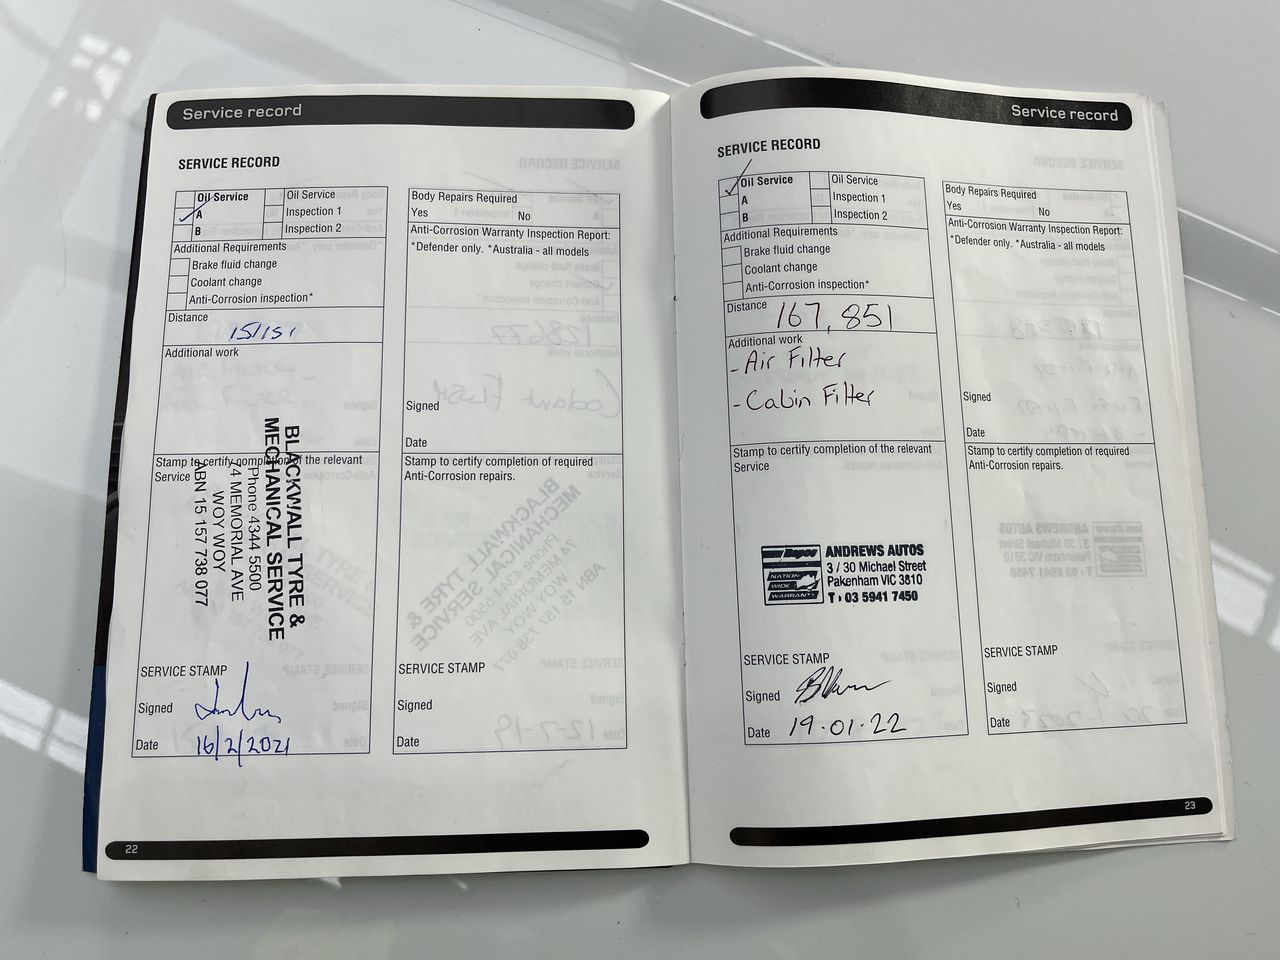 Service record
SERVICE RECORD
Oil Service
Oil Service
A
Inspection 1
B
Inspection 2
Additional Requirements
Brake fluid change
Coolant change
Anti-Corrosion inspection*
Distance
151151
Additional work
Stamp to certify completion of the relevant
Service
BLACKWALL TYRE &
MECHANICAL SERVICE
Phone 4344 5500
74 MEMORIAL AVE
WOY WOY
ABN 15 157 738 077
SERVICE STAMP
Signed
Date 16/2/2021
Body Repairs Required
Yes No
Anti-Corrosion Warranty Inspection Report:
*Defender only. *Australia - all models
Signed
Date
Stamp to certify completion of required
Anti-Corrosion repairs.
SERVICE STAMP
Signed
Date
22
Service record
SERVICE RECORD
Oil Service
Oil Service
A
Inspection 1
B
Inspection 2
Additional Requirements
Brake fluid change
Coolant change
Anti-Corrosion inspection*
Distance
167,851
Additional work
- Air Filter
- Cabin Filter
Stamp to certify completion of the relevant
Service
NATION
WIDE
WARRANTY
ANDREWS AUTOS
3 / 30 Michael Street
Pakenham VIC 3810
T: 03 5941 7450
SERVICE STAMP
Signed
Date 19.01.22
Body Repairs Required
Yes No
Anti-Corrosion Warranty Inspection Report:
*Defender only. *Australia - all models
Signed
Date
Stamp to certify completion of required
Anti-Corrosion repairs.
SERVICE STAMP
Signed
Date
23